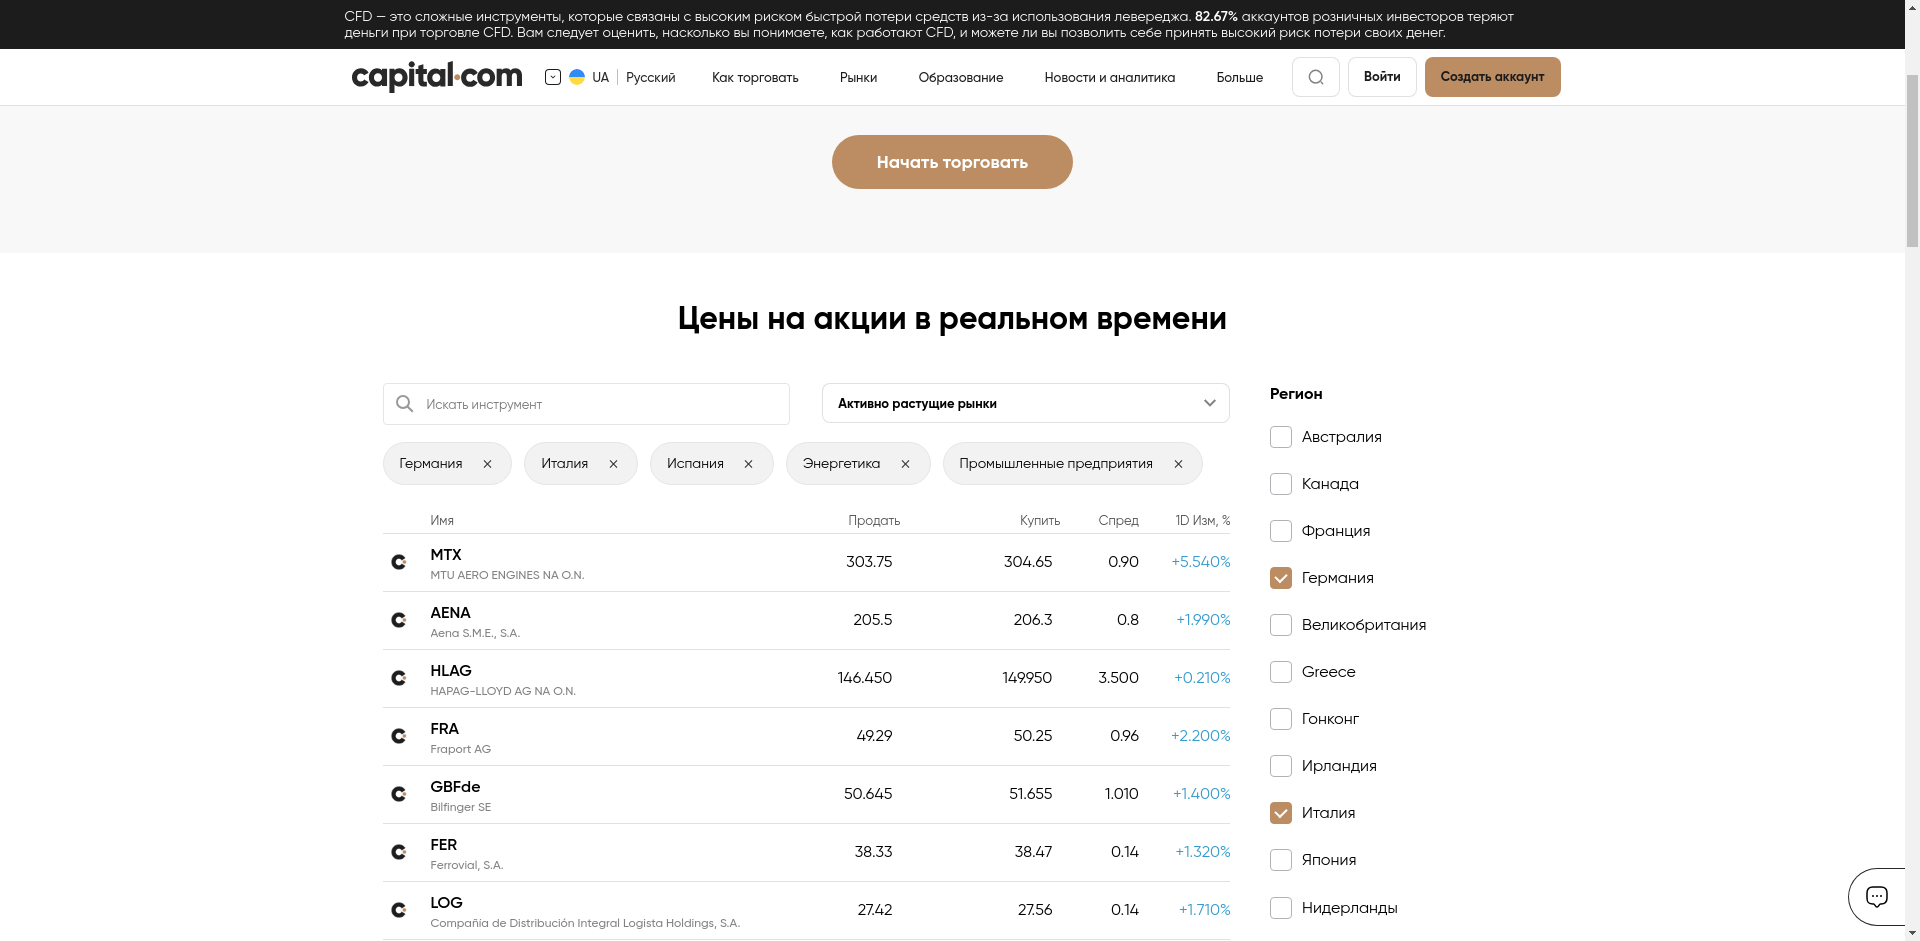 CFD — это сложные инструменты, которые связаны с высоким риском быстрой потери средств из-за использования левереджа. 82.67% аккаунтов розничных инвесторов теряют
деньги при торговле CFD. Вам следует оценить, насколько вы понимаете, как работают CFD, и можете ли вы позволить себе принять высокий риск потери своих денег.
capital.com UA Русский Как торговать Рынки Образование Новости и аналитика Больше Войти Создать аккаунт
Начать торговать
Цены на акции в реальном времени
Искать инструмент
Активно растущие рынки
Германия Италия Испания Энергетика Промышленные предприятия
Имя Продать Купить Спред 1D Изм, %
MTX 303.75 304.65 0.90 +5.540%
MTU AERO ENGINES NA O.N.
AENA 205.5 206.3 0.8 +1.990%
Aena S.M.E., S.A.
HLAG 146.450 149.950 3.500 +0.210%
HAPAG-LLOYD AG NA O.N.
FRA 49.29 50.25 0.96 +2.200%
Fraport AG
GBFde 50.645 51.655 1.010 +1.400%
Bilfinger SE
FER 38.33 38.47 0.14 +1.320%
Ferrovial, S.A.
LOG 27.42 27.56 0.14 +1.710%
Compañía de Distribución Integral Logista Holdings, S.A.
Регион
Австралия
Канада
Франция
Германия
Великобритания
Greece
Гонконг
Ирландия
Италия
Япония
Нидерланды